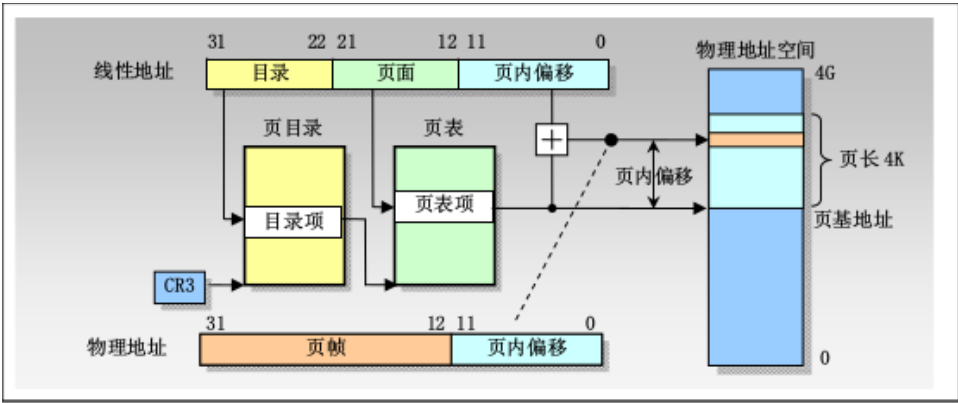 31 22 21 12 11 0
线性地址 目录 页面 页内偏移
物理地址空间
4G
页目录 页表
页长 4K
页内偏移
页表项
目录项
页基地址
CR3
31 12 11 0
物理地址 页帧 页内偏移
0